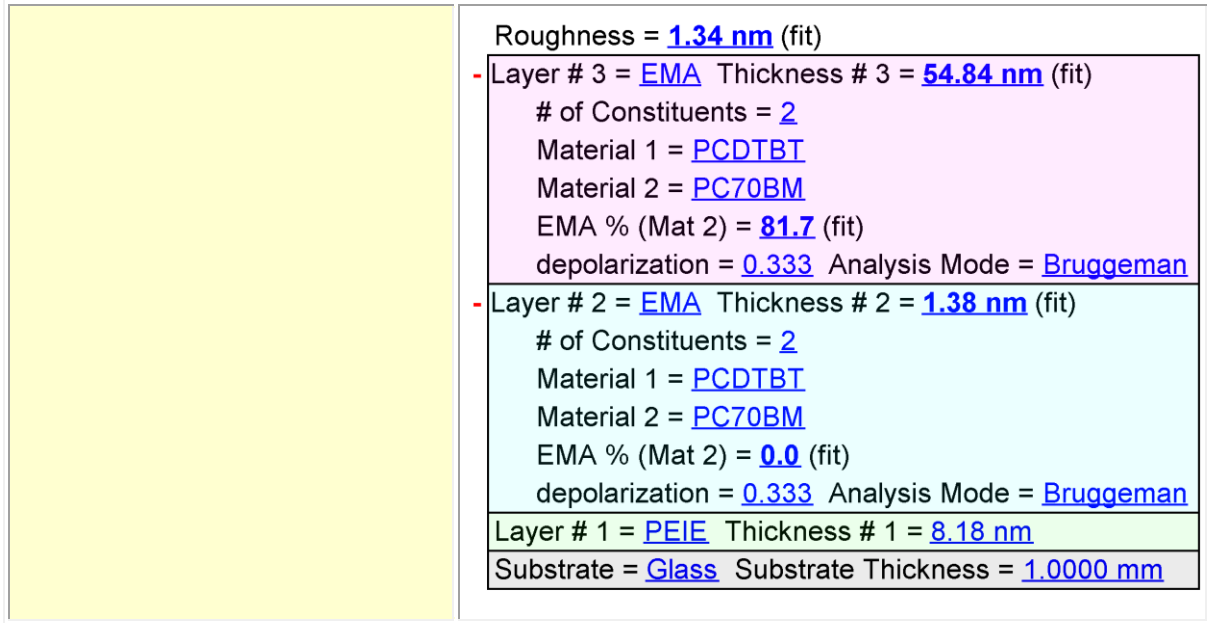 Roughness = 1.34 nm (fit)
- Layer # 3 = EMA Thickness # 3 = 54.84 nm (fit)
# of Constituents = 2
Material 1 = PCDTBT
Material 2 = PC70BM
EMA % (Mat 2) = 81.7 (fit)
depolarization = 0.333 Analysis Mode = Bruggeman
- Layer # 2 = EMA Thickness # 2 = 1.38 nm (fit)
# of Constituents = 2
Material 1 = PCDTBT
Material 2 = PC70BM
EMA % (Mat 2) = 0.0 (fit)
depolarization = 0.333 Analysis Mode = Bruggeman
Layer # 1 = PEIE Thickness # 1 = 8.18 nm
Substrate = Glass Substrate Thickness = 1.0000 mm